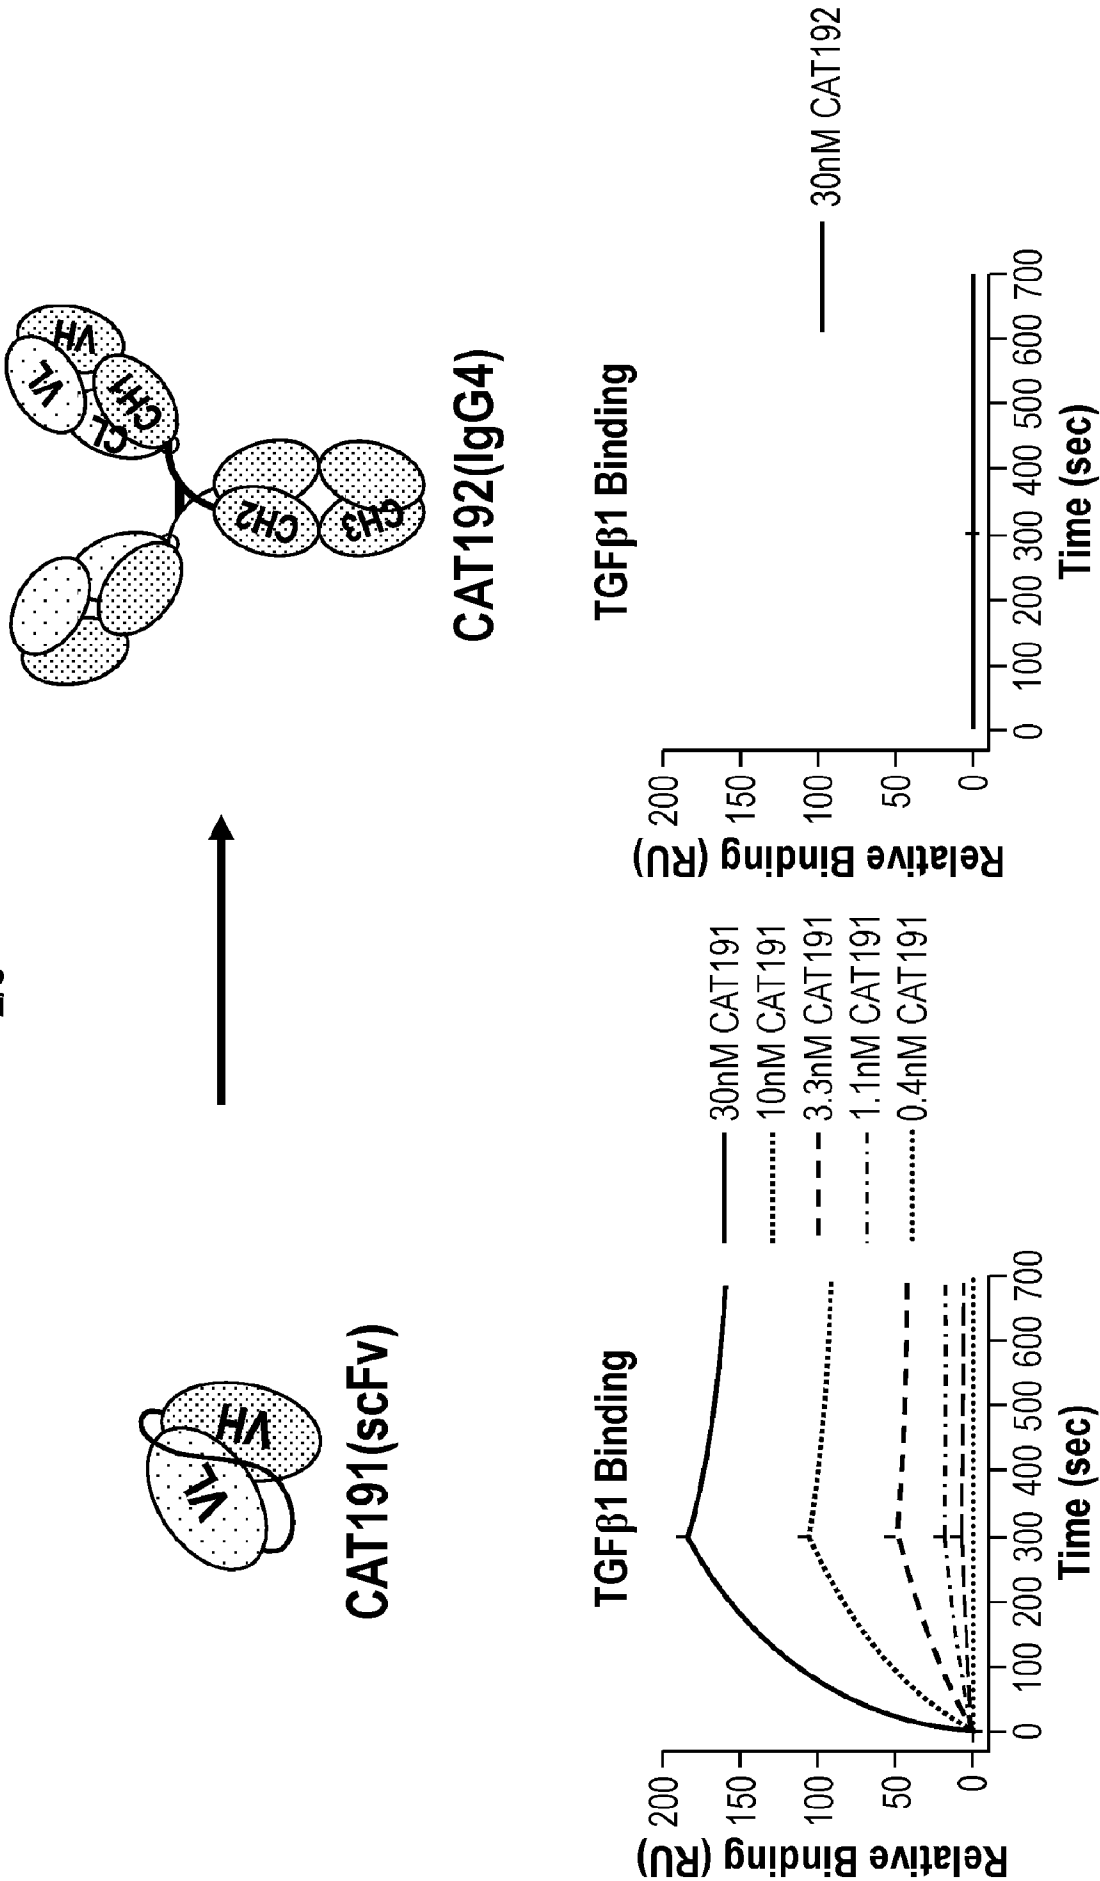 VL
VH
CAT191(scFv)
VL
VH
CL
CH1
CH2
CH3
CAT192(IgG4)
TGFβ1 Binding
Relative Binding (RU)
200
150
100
50
0
0 100 200 300 400 500 600 700
Time (sec)
30nM CAT191
10nM CAT191
3.3nM CAT191
1.1nM CAT191
0.4nM CAT191
TGFβ1 Binding
Relative Binding (RU)
200
150
100
50
0
0 100 200 300 400 500 600 700
Time (sec)
30nM CAT192